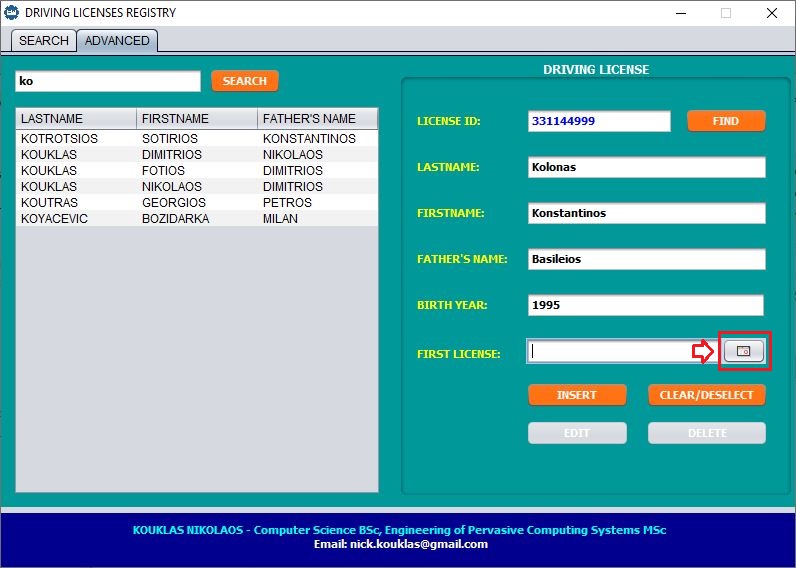 DRIVING LICENSES REGISTRY
SEARCH ADVANCED
ko SEARCH
LASTNAME FIRSTNAME FATHER'S NAME
KOTROTSIOS SOTIRIOS KONSTANTINOS
KOUKLAS DIMITRIOS NIKOLAOS
KOUKLAS FOTIOS DIMITRIOS
KOUKLAS NIKOLAOS DIMITRIOS
KOUTRAS GEORGIOS PETROS
KOYACEVIC BOZIDARKA MILAN
DRIVING LICENSE
LICENSE ID: 331144999 FIND
LASTNAME: Kolonas
FIRSTNAME: Konstantinos
FATHER'S NAME: Basileios
BIRTH YEAR: 1995
FIRST LICENSE:
INSERT CLEAR/DESELECT
EDIT DELETE
KOUKLAS NIKOLAOS - Computer Science BSc, Engineering of Pervasive Computing Systems MSc
Email: nick.kouklas@gmail.com